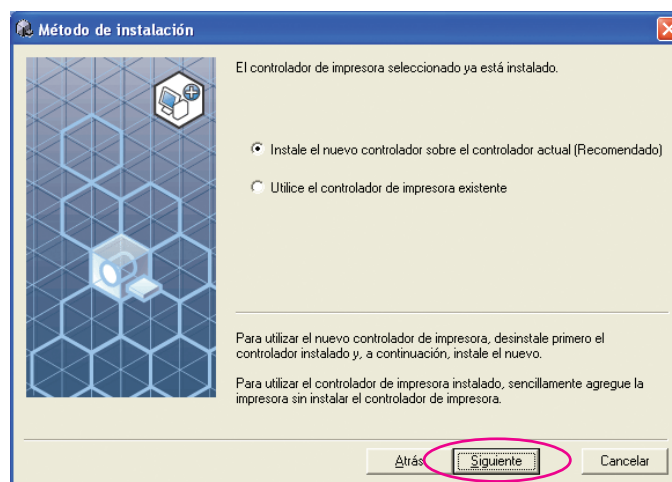 Método de instalación
El controlador de impresora seleccionado ya está instalado.
Instale el nuevo controlador sobre el controlador actual (Recomendado)
Utilice el controlador de impresora existente
Para utilizar el nuevo controlador de impresora, desinstale primero el
controlador instalado y, a continuación, instale el nuevo.
Para utilizar el controlador de impresora instalado, sencillamente agregue la
impresora sin instalar el controlador de impresora.
Atrás
Siguiente
Cancelar